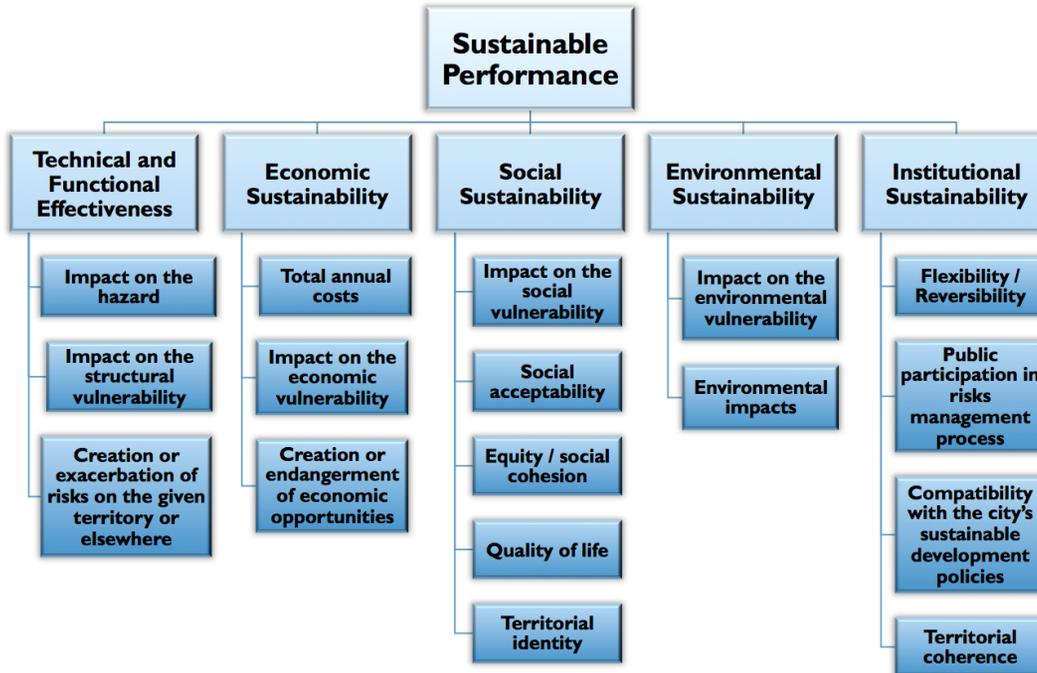 Sustainable
Performance
Technical and
Functional
Effectiveness
Impact on the
hazard
Impact on the
structural
vulnerability
Creation or
exacerbation of
risks on the given
territory or
elsewhere
Economic
Sustainability
Total annual
costs
Impact on the
economic
vulnerability
Creation or
endangerment
of economic
opportunities
Social
Sustainability
Impact on the
social
vulnerability
Social
acceptability
Equity / social
cohesion
Quality of life
Territorial
identity
Environmental
Sustainability
Impact on the
environmental
vulnerability
Environmental
impacts
Institutional
Sustainability
Flexibility /
Reversibility
Public
participation in
risks
management
process
Compatibility
with the city's
sustainable
development
policies
Territorial
coherence